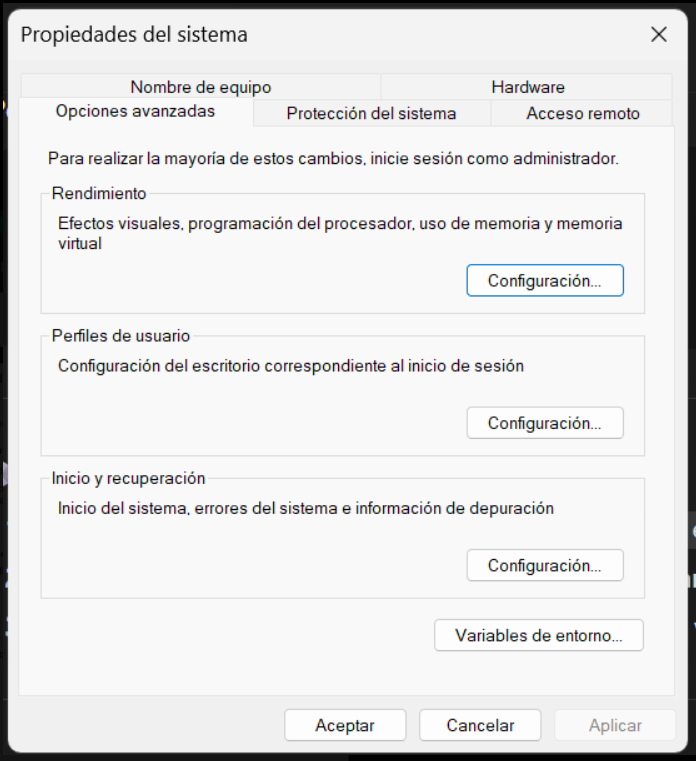 Propiedades del sistema
Nombre de equipo
Hardware
Opciones avanzadas
Protección del sistema
Acceso remoto
Para realizar la mayoría de estos cambios, inicie sesión como administrador.
Rendimiento
Efectos visuales, programación del procesador, uso de memoria y memoria
virtual
Configuración...
Perfiles de usuario
Configuración del escritorio correspondiente al inicio de sesión
Configuración...
Inicio y recuperación
Inicio del sistema, errores del sistema e información de depuración
Configuración...
Variables de entorno...
Aceptar
Cancelar
Aplicar